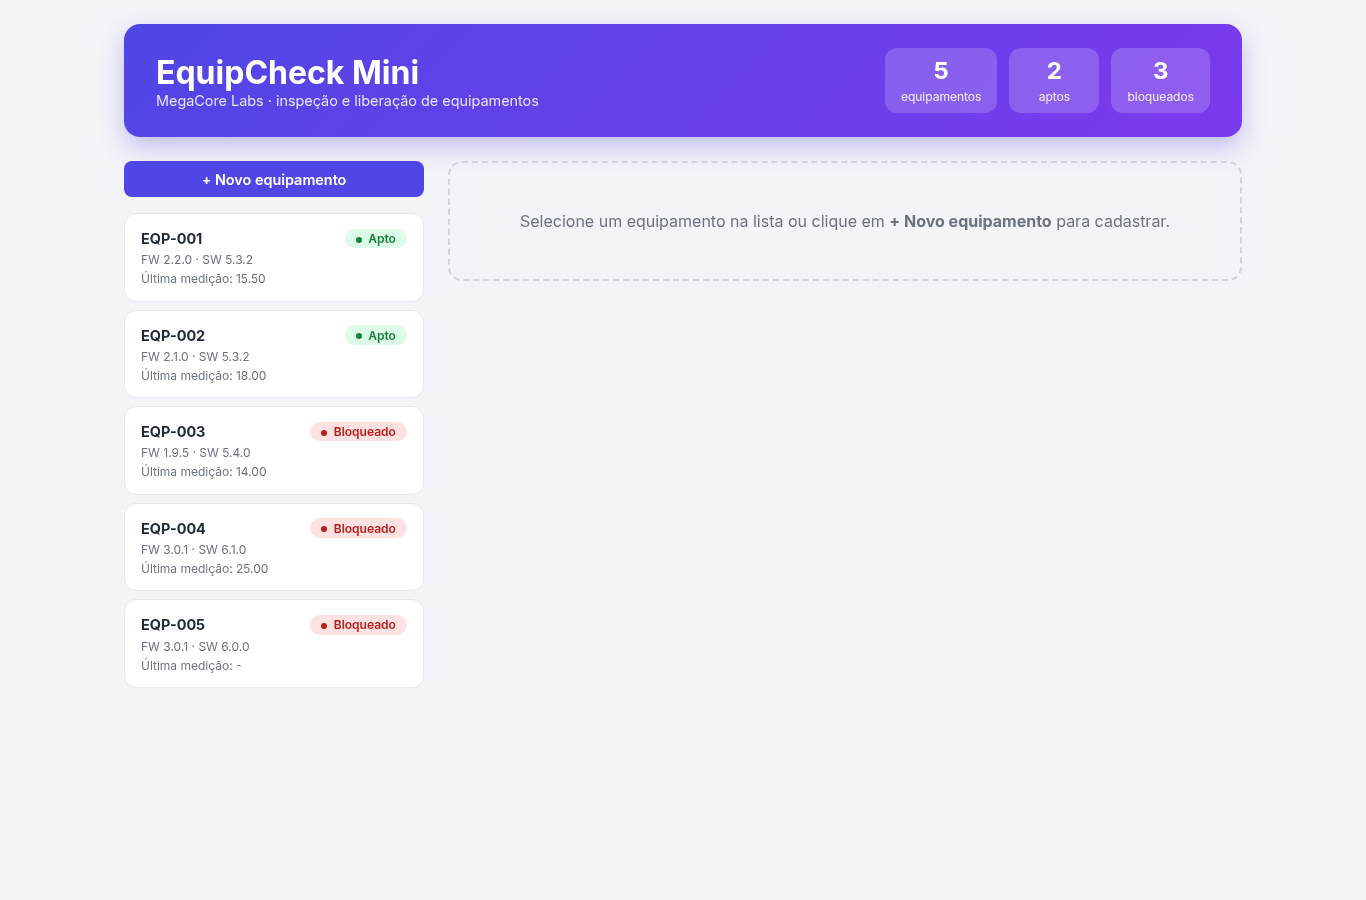 EquipCheck Mini
MegaCore Labs · inspeção e liberação de equipamentos
5
equipamentos
2
aptos
3
bloqueados
+ Novo equipamento
Selecione um equipamento na lista ou clique em + Novo equipamento para cadastrar.
EQP-001
Apto
FW 2.2.0 · SW 5.3.2
Última medição: 15.50
EQP-002
Apto
FW 2.1.0 · SW 5.3.2
Última medição: 18.00
EQP-003
Bloqueado
FW 1.9.5 · SW 5.4.0
Última medição: 14.00
EQP-004
Bloqueado
FW 3.0.1 · SW 6.1.0
Última medição: 25.00
EQP-005
Bloqueado
FW 3.0.1 · SW 6.0.0
Última medição: -